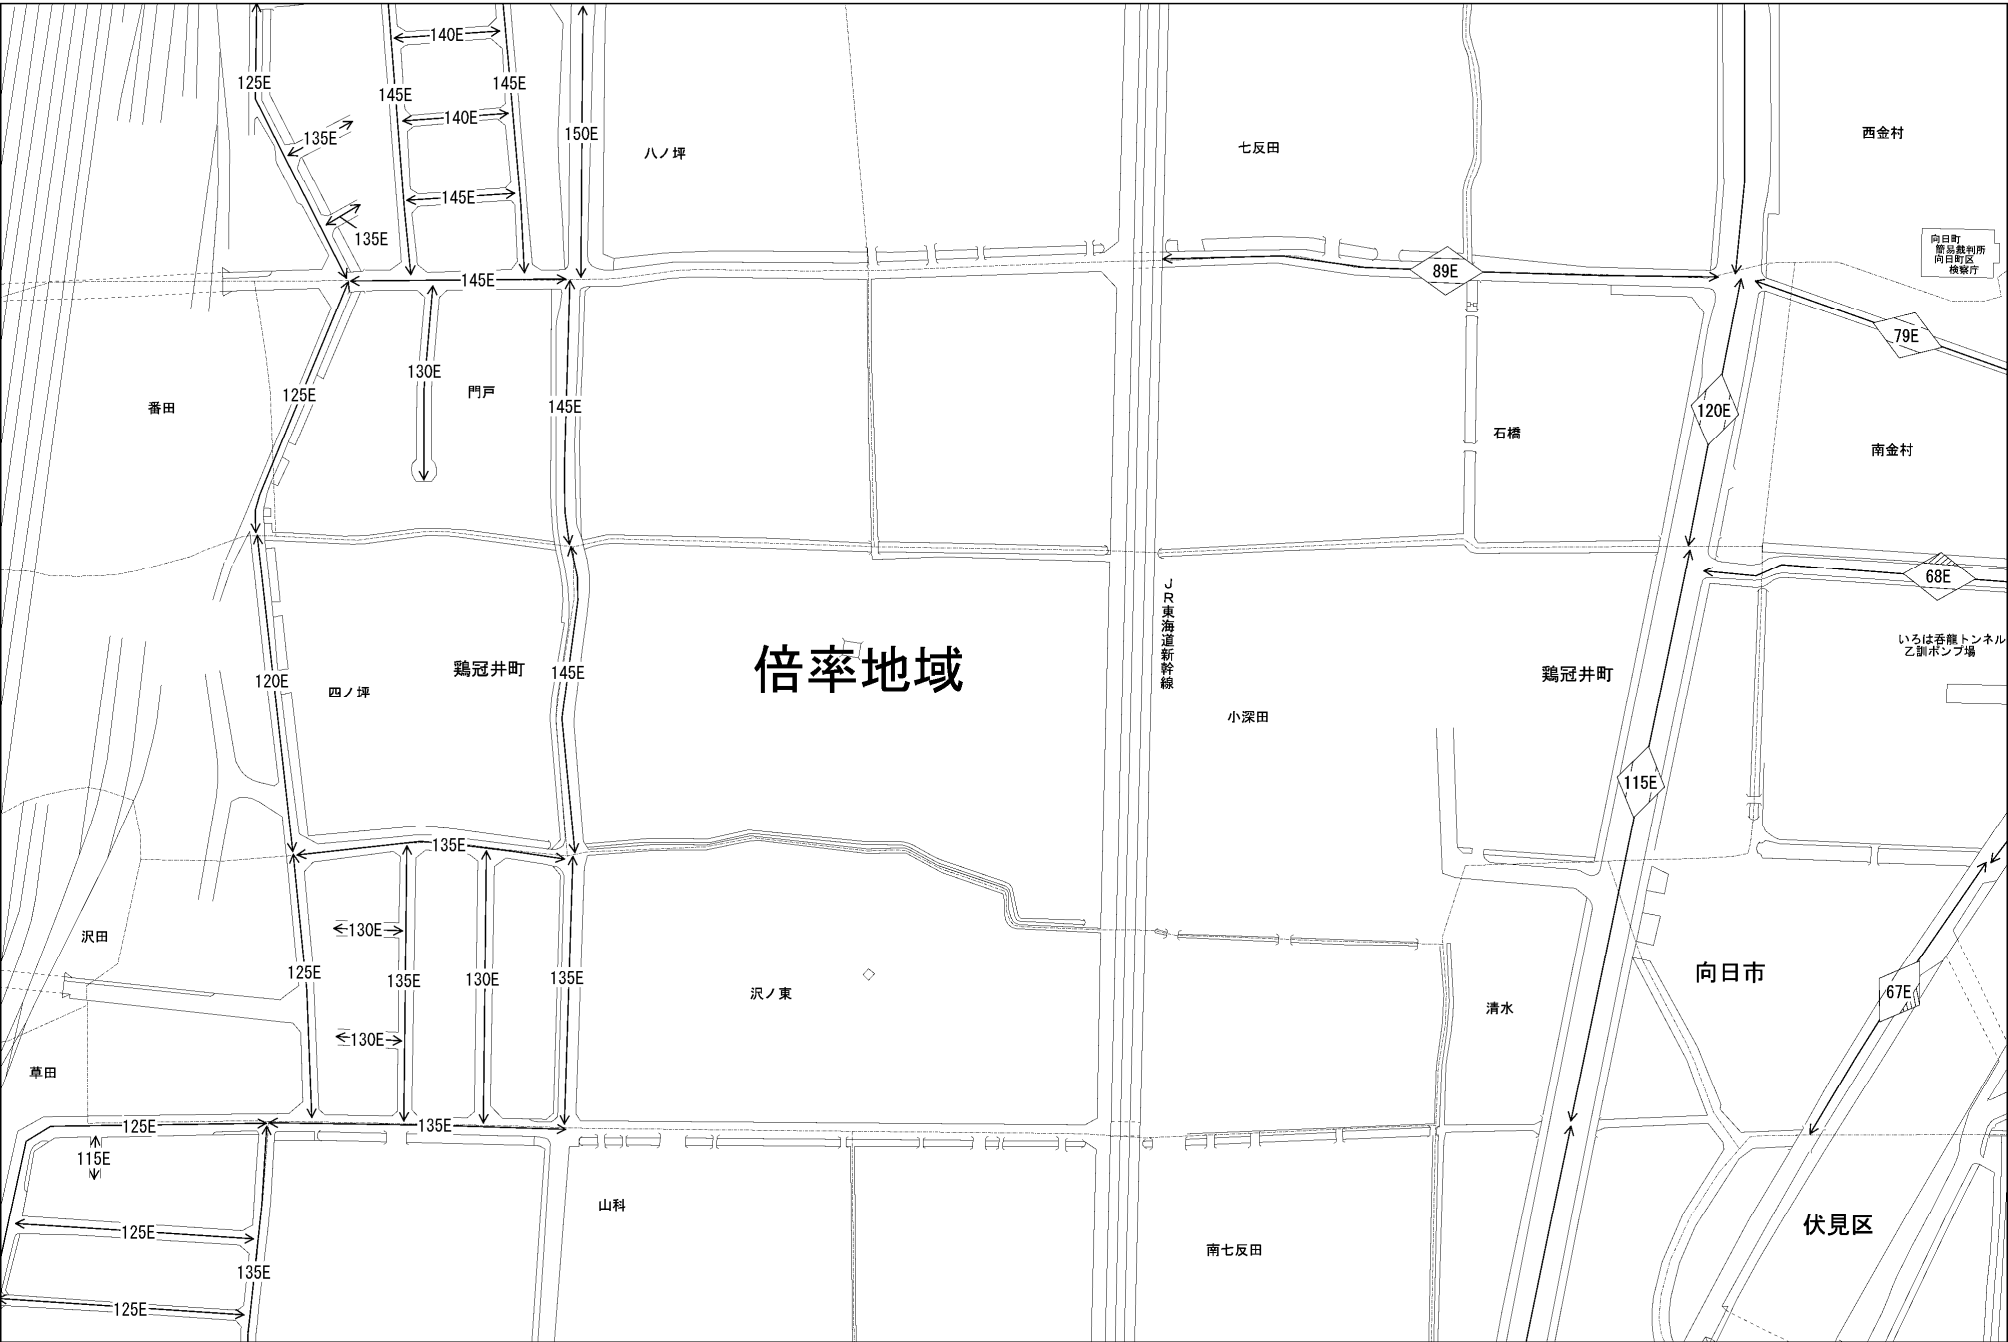 140E
125E
145E
145E
140E
135E
150E
八ノ坪
七反田
西金村
145E
135E
向日町
簡易裁判所
向日町区
検察庁
89E
145E
79E
130E
門戸
125E
145E
番田
120E
石橋
南金村
68E
JR東海道新幹線
いろは呑龍トンネル
乙訓ポンプ場
倍率地域
鶏冠井町
145E
鶏冠井町
120E
四ノ坪
小深田
115E
135E
130E
沢田
125E
135E
130E
135E
沢ノ東
向日市
67E
清水
130E
草田
125E
135E
115E
山科
伏見区
125E
南七反田
135E
125E